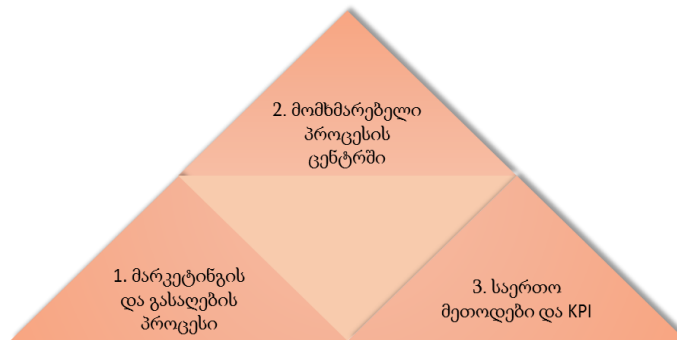 2. მომხმარებელი
პროცესის
ცენტრში
1. მარკეტინგის
და გასაღების
პროცესი
3. საერთო
მეთოდები და KPI